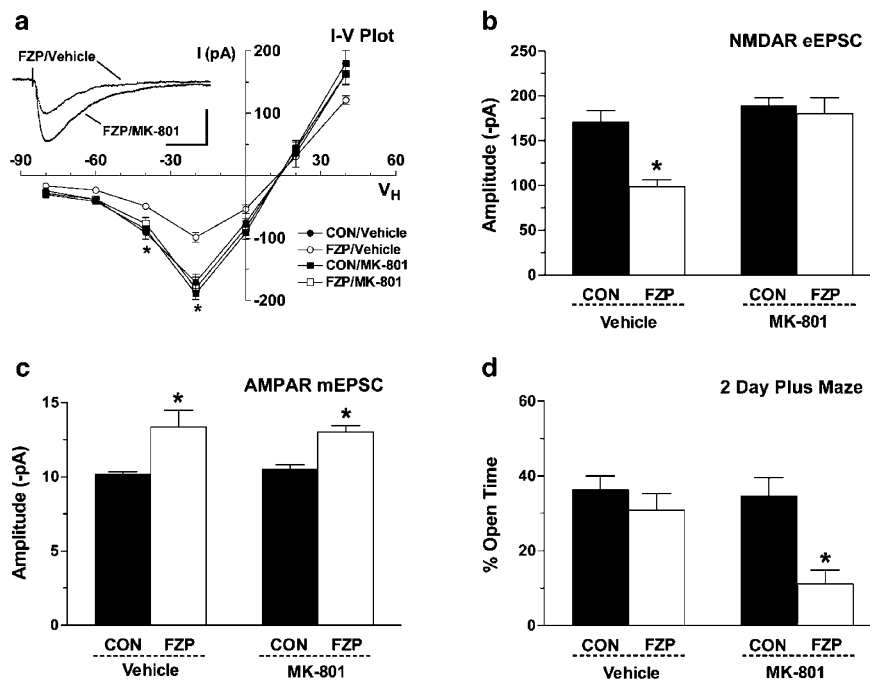 a
I-V Plot
I (pA)
FZP/Vehicle
FZP/MK-801
200
100
-90
-60
-30
30
60
VH
-100
-200
CON/Vehicle
FZP/Vehicle
CON/MK-801
FZP/MK-801
*
*
b
NMDAR eEPSC
Amplitude (-pA)
250
200
150
100
50
0
*
CON FZP CON FZP
Vehicle MK-801
c
AMPAR mEPSC
Amplitude (-pA)
15
10
5
0
*
*
CON FZP CON FZP
Vehicle MK-801
d
2 Day Plus Maze
% Open Time
60
40
20
0
*
CON FZP CON FZP
Vehicle MK-801